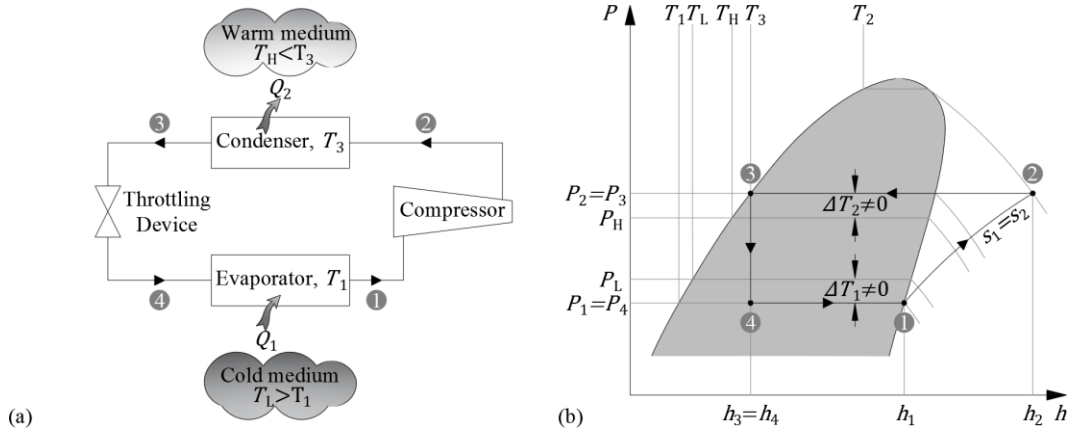 Warm medium
T_H<T_3
Q_2
3
2
Condenser, T_3
Throttling
Device
Compressor
Evaporator, T_1
4
1
Q_1
Cold medium
T_L>T_1
(a)
P
T_1
T_L
T_H
T_3
T_2
3
2
P_2=P_3
ΔT_2≠0
P_H
s_1=s_2
P_L
ΔT_1≠0
P_1=P_4
4
1
(b)
h_3=h_4
h_1
h_2
h